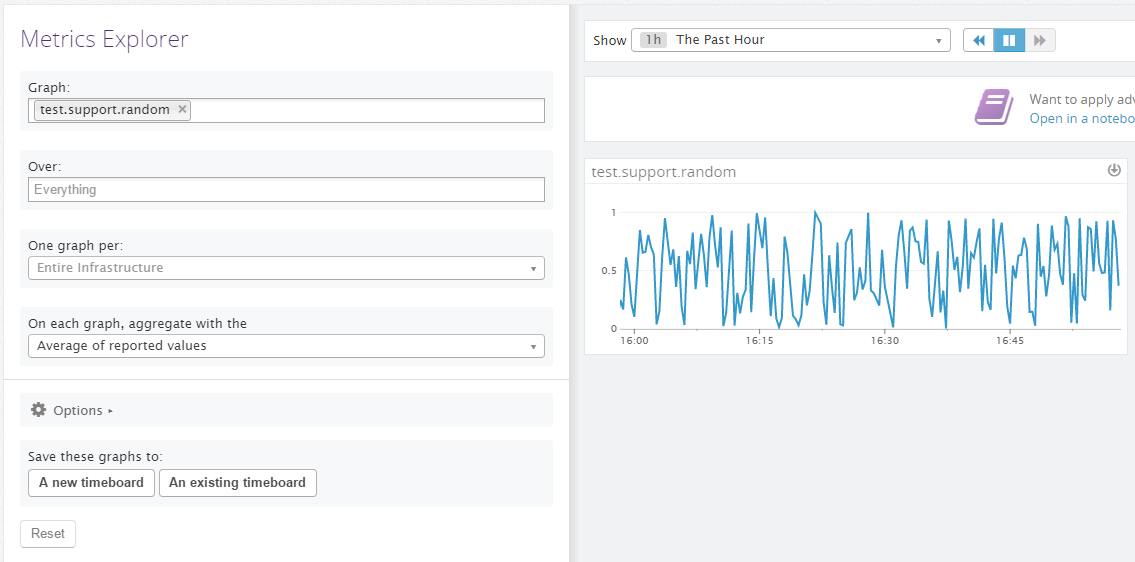 Metrics Explorer
Graph:
test.support.random ×
Over:
Everything
One graph per:
Entire Infrastructure
On each graph, aggregate with the
Average of reported values
Options
Save these graphs to:
A new timeboard An existing timeboard
Reset
Show 1h The Past Hour
Want to apply adv
Open in a notebo
test.support.random
1
0.5
0
16:00 16:15 16:30 16:45